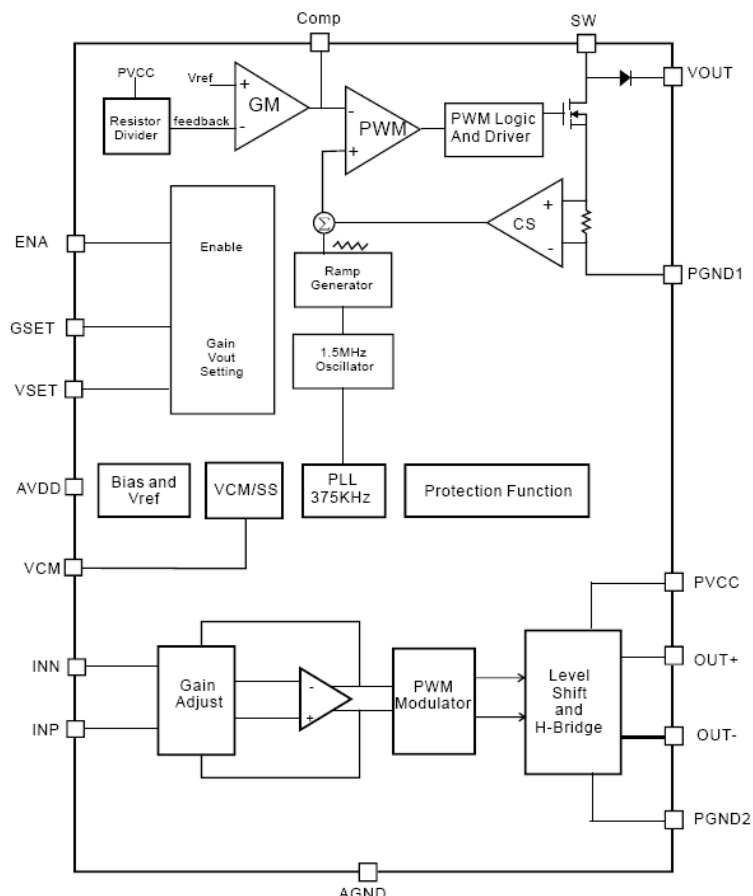 Comp
SW
VOUT
PVCC
Vref
+
GM
-
Resistor
Divider
feedback
-
PWM
+
PWM Logic
And Driver
+
CS
-
Σ
PGND1
ENA
Enable
Ramp
Generator
GSET
Gain
Vout
Setting
1.5MHz
Oscillator
VSET
AVDD
Bias and
Vref
VCM/SS
PLL
375KHz
Protection Function
VCM
PVCC
INN
Gain
Adjust
-
+
PWM
Modulator
Level
Shift
and
H-Bridge
OUT+
INP
OUT-
PGND2
AGND